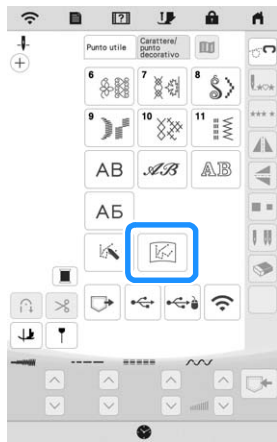 Punto utile
Carattere/
punto
decorativo
6 7 8
9 10 11
AB AB AB
АБ